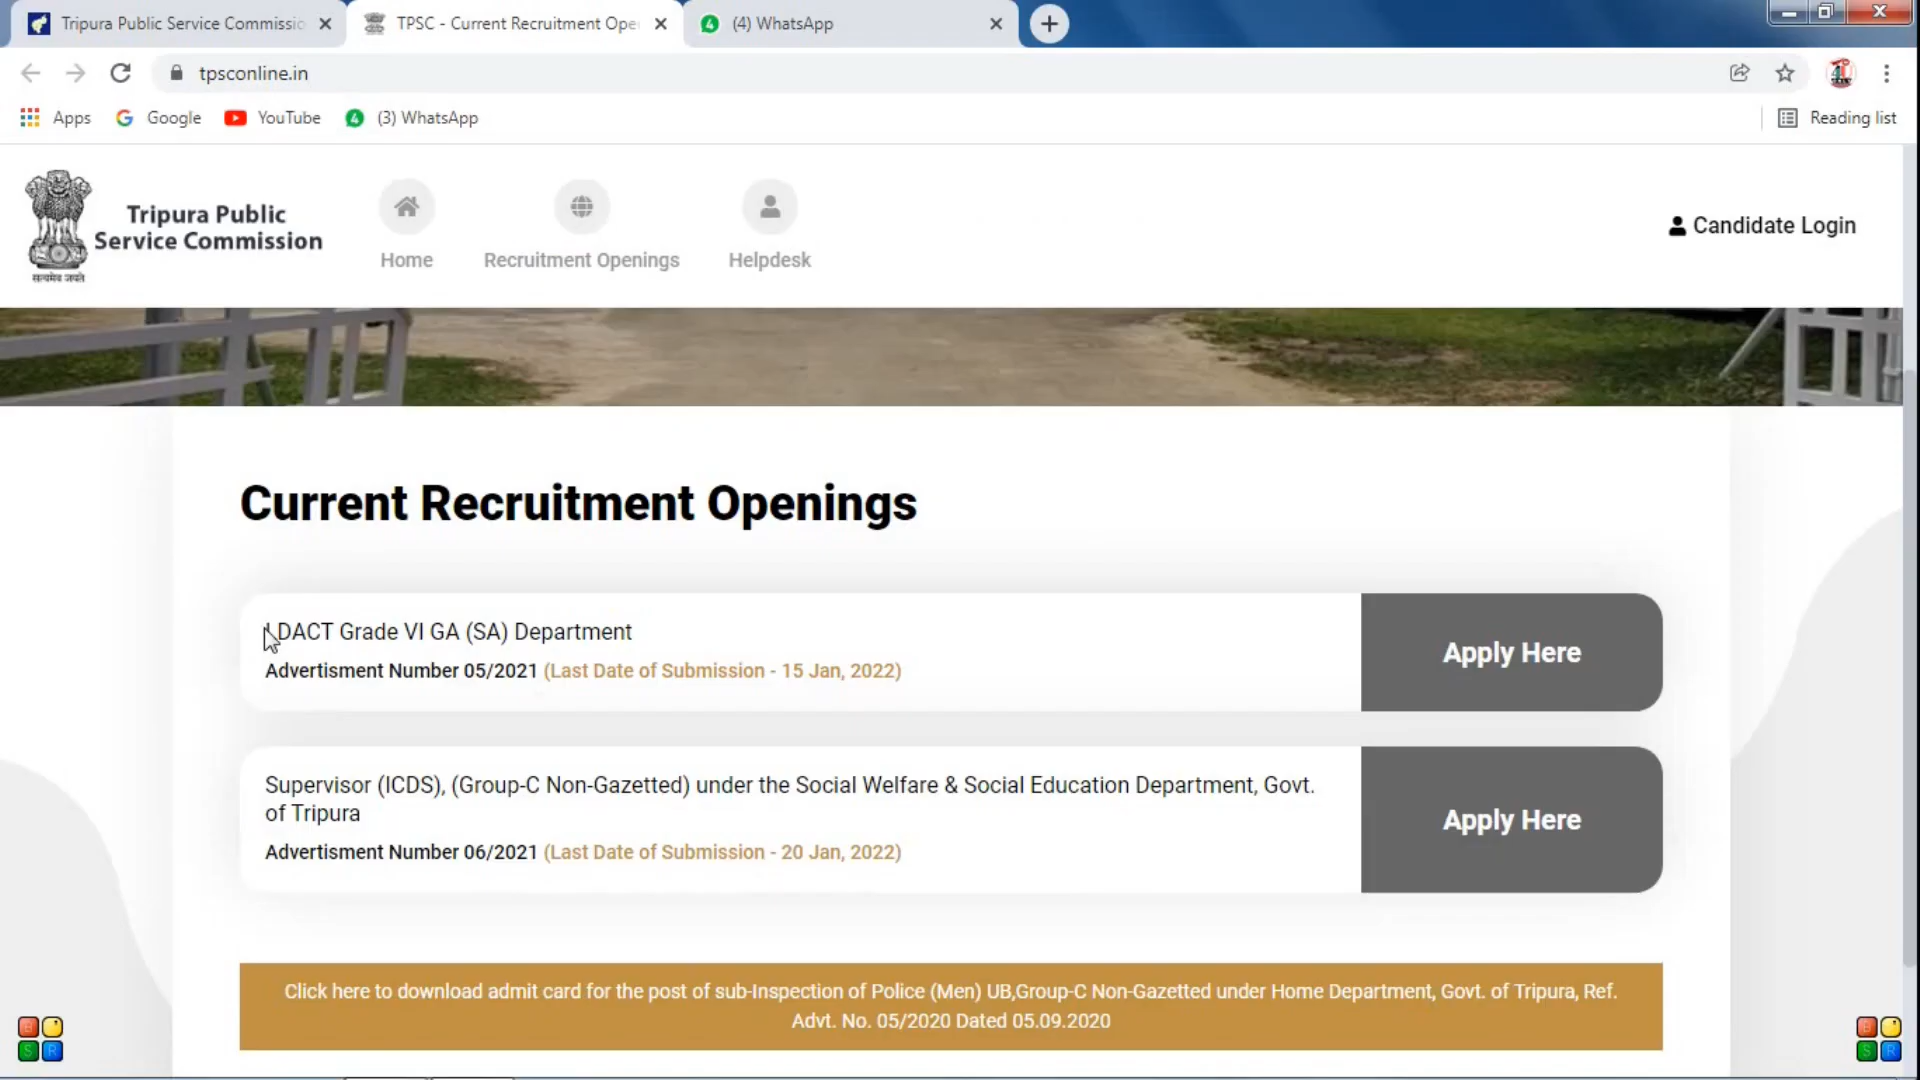 Tripura Public Service Commissio
TPSC - Current Recruitment Ope
(4) WhatsApp
tpsconline.in
Apps
Google
YouTube
(3) WhatsApp
Reading list
Tripura Public
Service Commission
सत्यमेव जयते
Home
Recruitment Openings
Helpdesk
Candidate Login
Current Recruitment Openings
LDACT Grade VI GA (SA) Department
Advertisment Number 05/2021 (Last Date of Submission - 15 Jan, 2022)
Apply Here
Supervisor (ICDS), (Group-C Non-Gazetted) under the Social Welfare & Social Education Department, Govt.
of Tripura
Advertisment Number 06/2021 (Last Date of Submission - 20 Jan, 2022)
Apply Here
Click here to download admit card for the post of sub-Inspection of Police (Men) UB,Group-C Non-Gazetted under Home Department, Govt. of Tripura, Ref.
Advt. No. 05/2020 Dated 05.09.2020